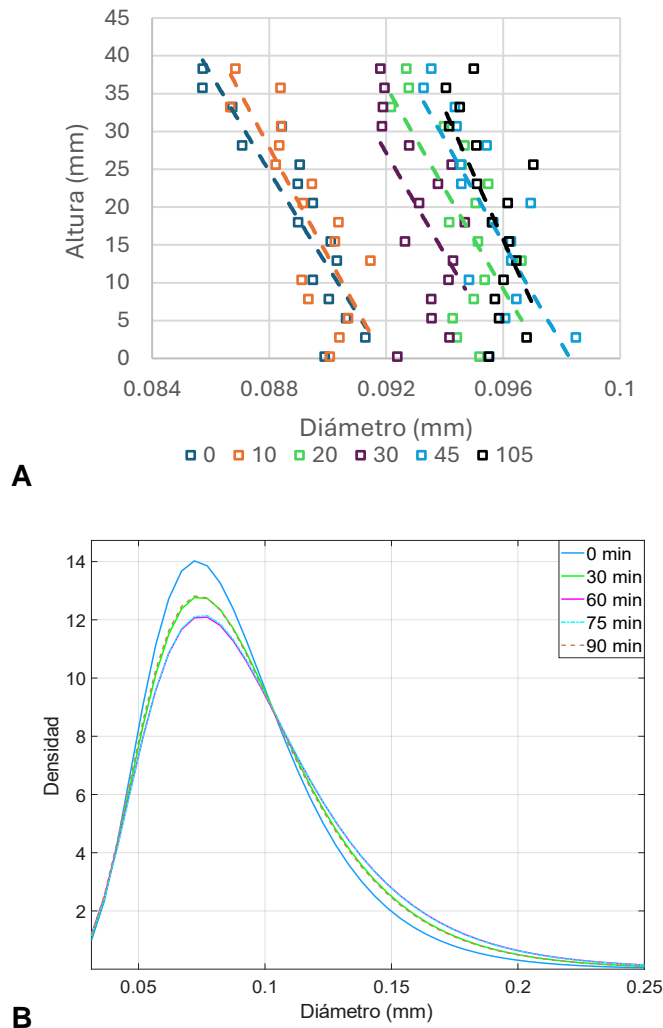 45
40
35
30
25
20
15
10
5
0
Altura (mm)
0.084 0.088 0.092 0.096 0.1
Diámetro (mm)
0 10 20 30 45 105
A
14
12
10
8
6
4
2
Densidad
0 min
30 min
60 min
75 min
90 min
0.05 0.1 0.15 0.2 0.25
Diámetro (mm)
B